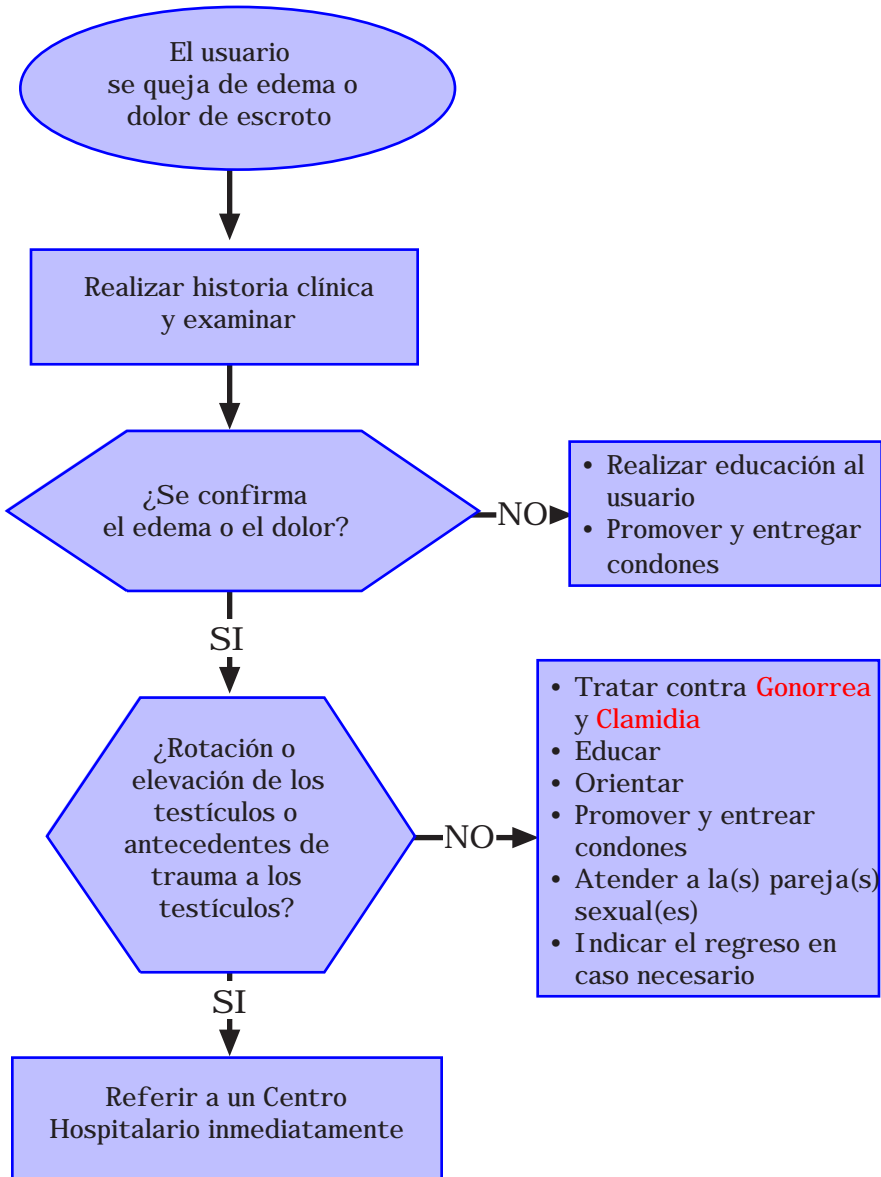 El usuario
se queja de edema o
dolor de escroto
Realizar historia clínica
y examinar
¿Se confirma
el edema o el dolor?
NO
• Realizar educación al
usuario
• Promover y entregar
condones
SI
¿Rotación o
elevación de los
testículos o
antecedentes de
trauma a los
testículos?
NO
• Tratar contra Gonorrea
y Clamidia
• Educar
• Orientar
• Promover y entrear
condones
• Atender a la(s) pareja(s)
sexual(es)
• Indicar el regreso en
caso necesario
SI
Referir a un Centro
Hospitalario inmediatamente